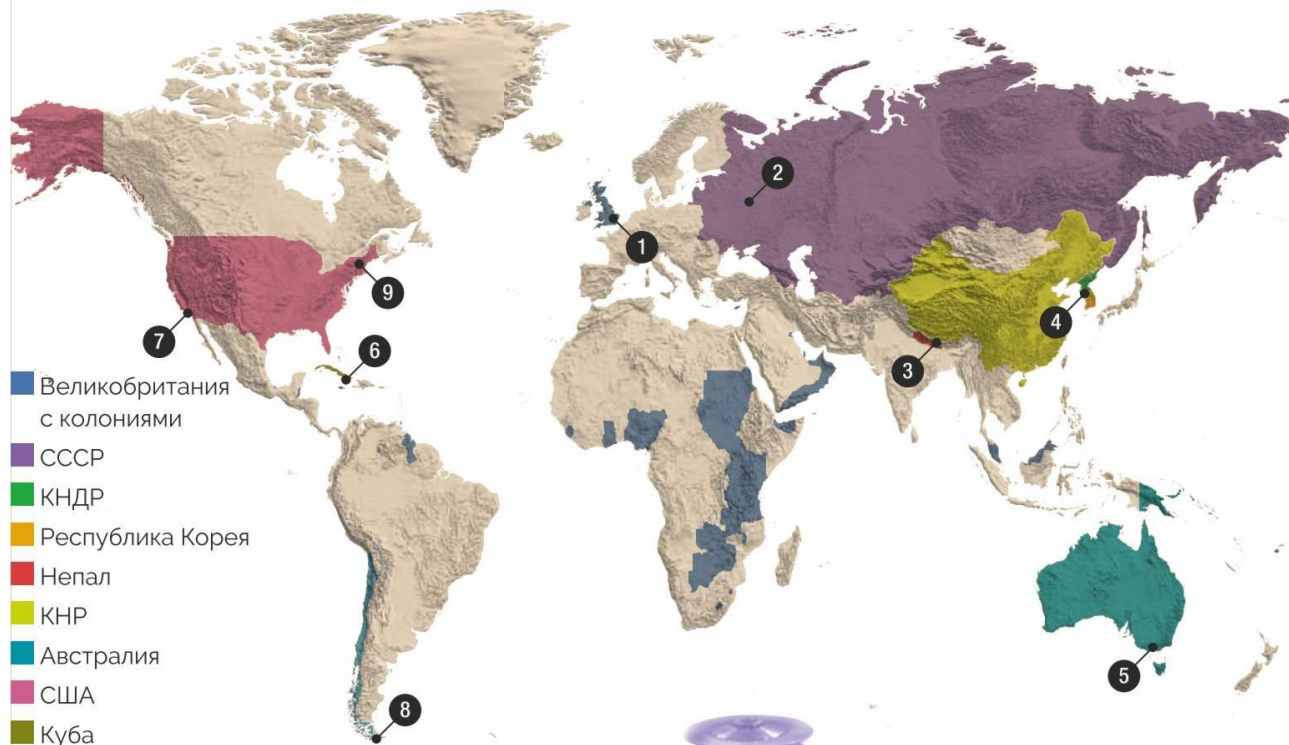 2
1
9
7
6
4
3
5
8
Великобритания
с колониями
СССР
КНДР
Республика Корея
Непал
КНР
Австралия
США
Куба